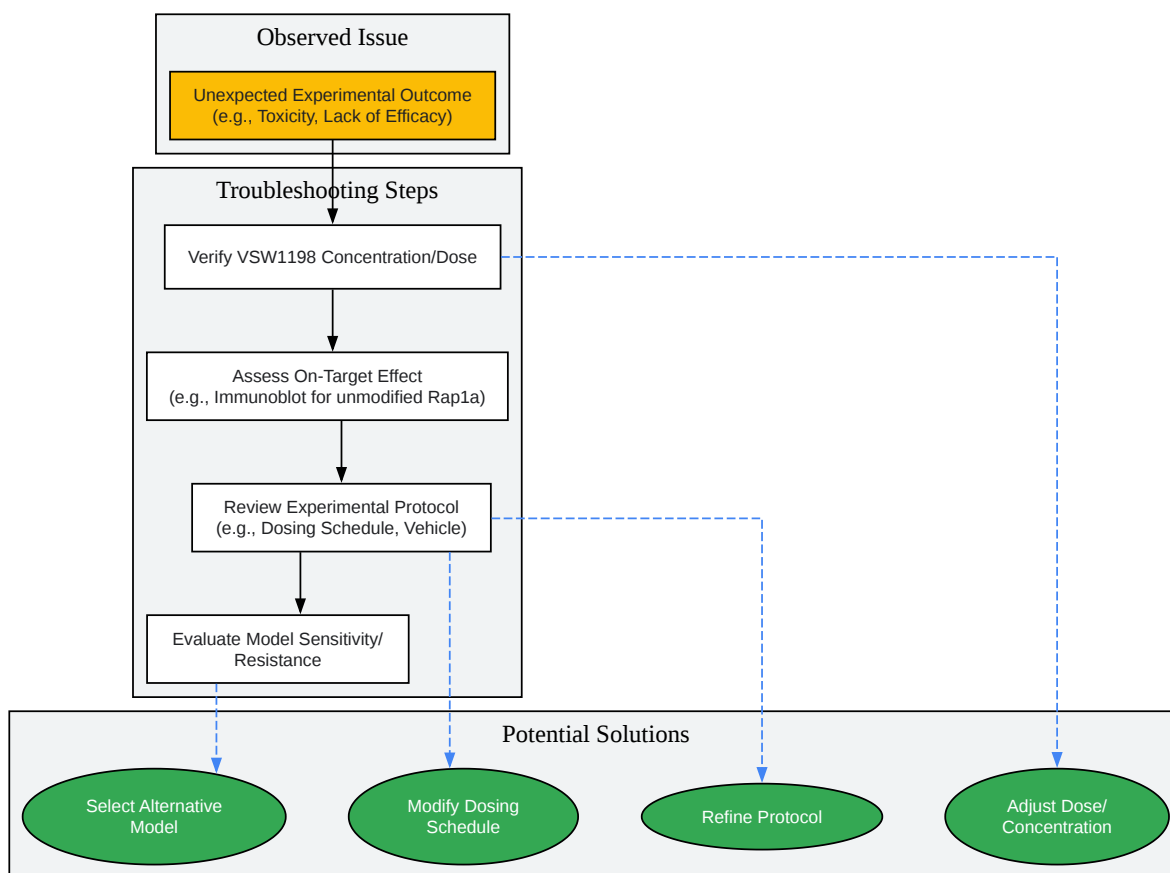 Observed Issue
Unexpected Experimental Outcome
(e.g., Toxicity, Lack of Efficacy)
Troubleshooting Steps
Verify VSW1198 Concentration/Dose
Assess On-Target Effect
(e.g., Immunoblot for unmodified Rap1a)
Review Experimental Protocol
(e.g., Dosing Schedule, Vehicle)
Evaluate Model Sensitivity/
Resistance
Potential Solutions
Select Alternative
Model
Modify Dosing
Schedule
Refine Protocol
Adjust Dose/
Concentration